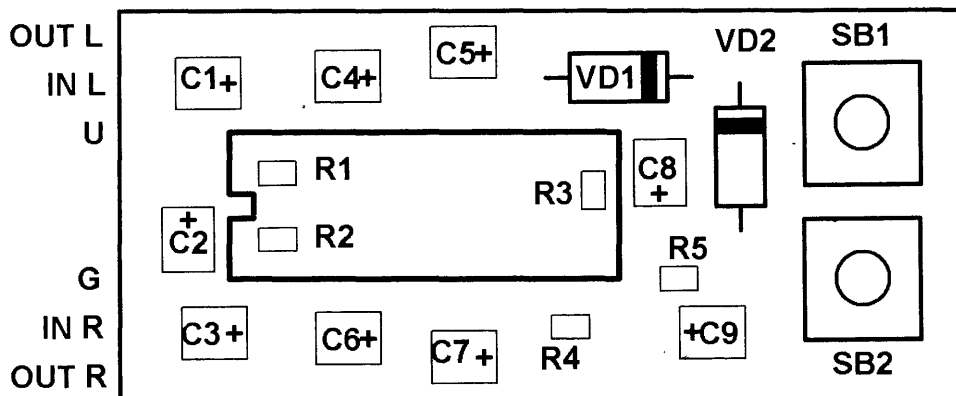 OUT L
IN L
U
G
IN R
OUT R
C1+
C4+
C5+
VD1
VD2
SB1
R1
R2
R3
C8
+
+
C2
R5
C3+
C6+
C7+
R4
+C9
SB2